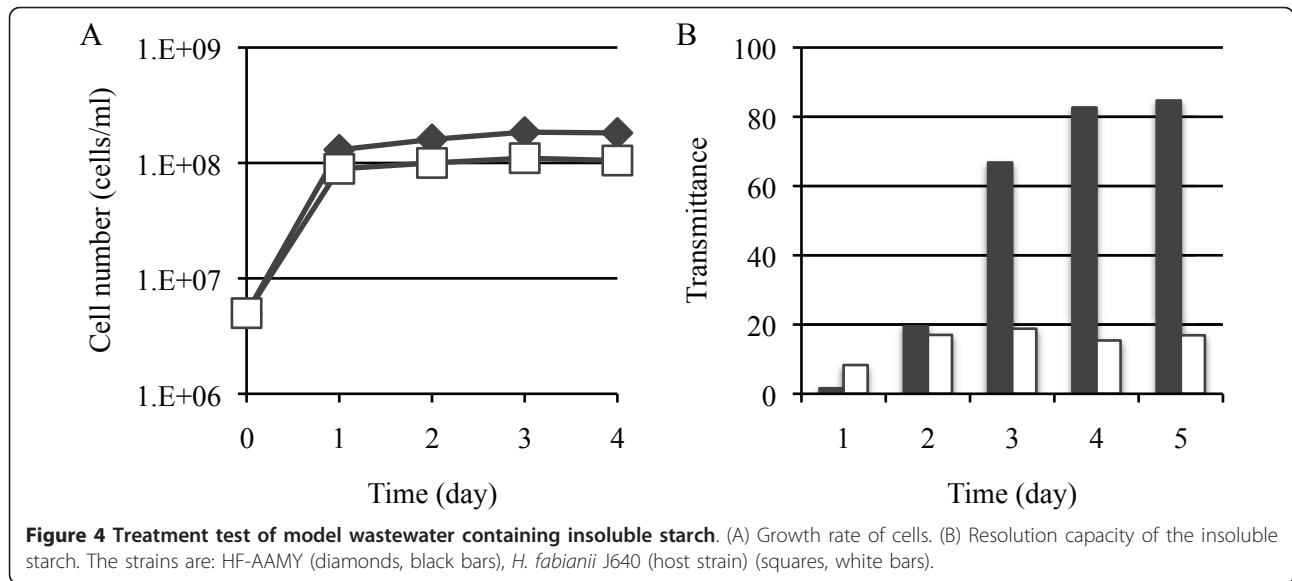 A
1.E+09
1.E+08
1.E+07
1.E+06
Cell number (cells/ml)
0 1 2 3 4
Time (day)
B
100
80
60
40
20
0
Transmittance
1 2 3 4 5
Time (day)
Figure 4 Treatment test of model wastewater containing insoluble starch. (A) Growth rate of cells. (B) Resolution capacity of the insoluble
starch. The strains are: HF-AAMY (diamonds, black bars), H. fabianii J640 (host strain) (squares, white bars).